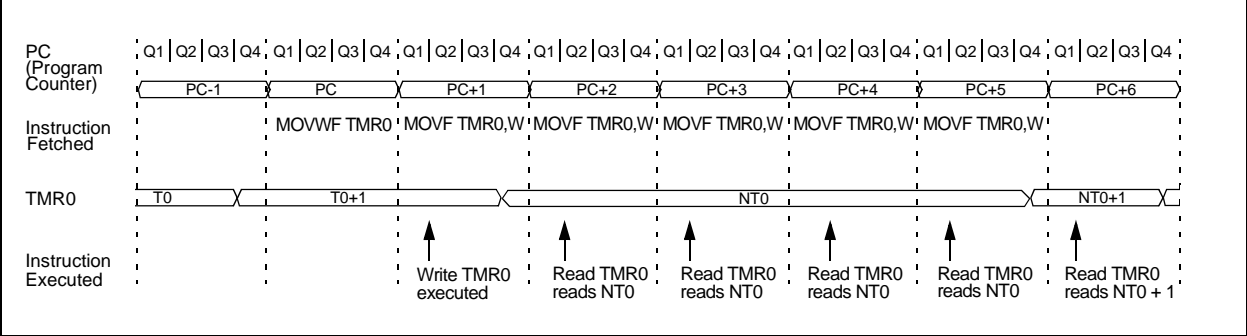 PC
(Program
Counter)
Q1 Q2 Q3 Q4 Q1 Q2 Q3 Q4 Q1 Q2 Q3 Q4 Q1 Q2 Q3 Q4 Q1 Q2 Q3 Q4 Q1 Q2 Q3 Q4 Q1 Q2 Q3 Q4 Q1 Q2 Q3 Q4
PC-1 PC PC+1 PC+2 PC+3 PC+4 PC+5 PC+6
Instruction
Fetched
MOVWF TMR0 MOVF TMR0,W MOVF TMR0,W MOVF TMR0,W MOVF TMR0,W MOVF TMR0,W
TMR0
T0 T0+1 NT0 NT0+1
Instruction
Executed
Write TMR0
executed
Read TMR0
reads NT0
Read TMR0
reads NT0
Read TMR0
reads NT0
Read TMR0
reads NT0
Read TMR0
reads NT0 + 1